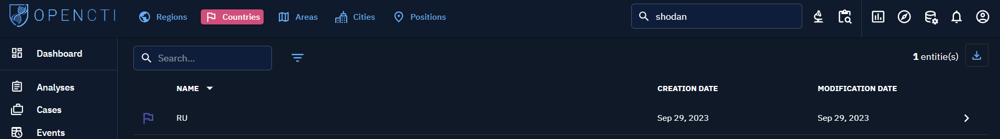 OPENCTI Regions Countries Areas Cities Positions shodan
Dashboard
Search...
1 entitie(s)
Analyses
NAME CREATION DATE MODIFICATION DATE
Cases
RU Sep 29, 2023 Sep 29, 2023
Events